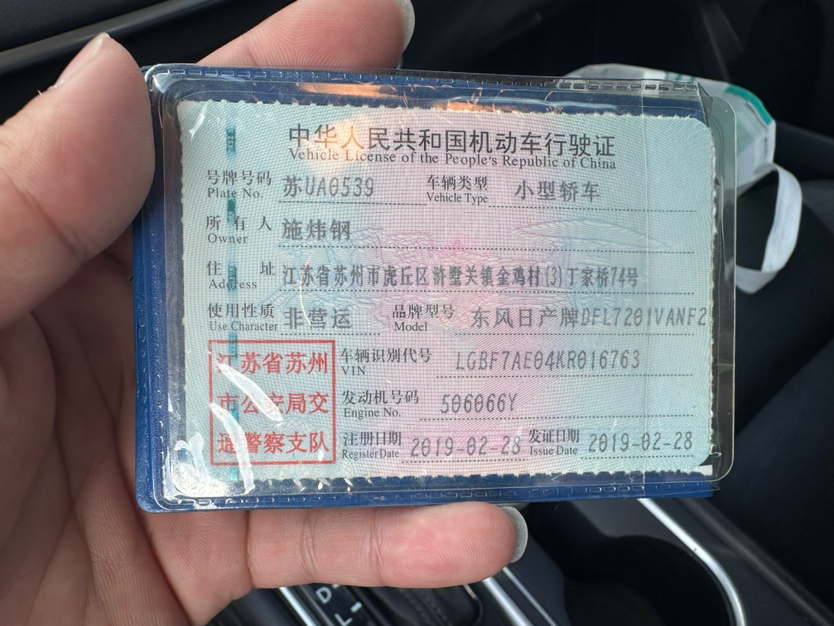 中华人民共和国机动车行驶证
Vehicle License of the People's Republic of China
号牌号码 苏UA0539 车辆类型 小型轿车
Plate No. Vehicle Type
所有人 施炜钢
Owner
住址 江苏省苏州市虎丘区浒墅关镇金鸡村(3)丁家桥74号
Address
使用性质 非营运 品牌型号 东风日产牌DFL7201VANF2
Use Character Model
江苏省苏州
市公安局交
通警察支队
车辆识别代号 LGBF7AE04KR016763
VIN
发动机号码 506066Y
Engine No.
注册日期 2019-02-28 发证日期 2019-02-28
Register Date Issue Date
D
L